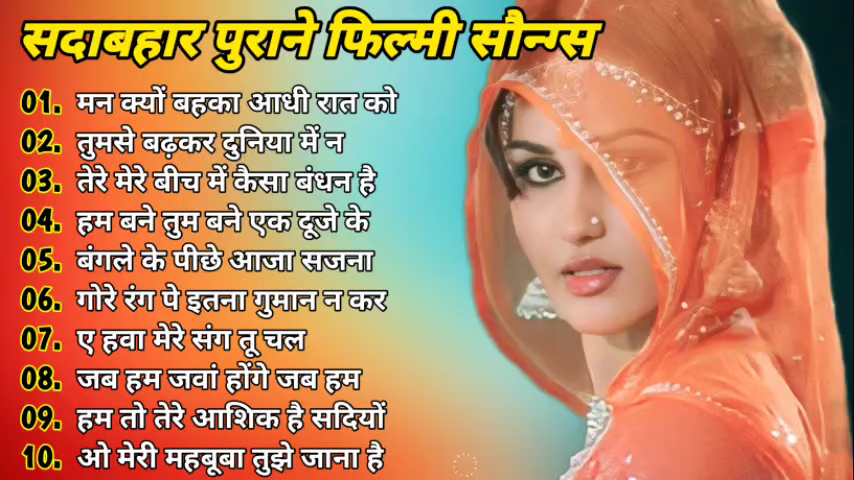 सदाबहार पुराने फिल्मी सौन्ग्स
01. मन क्यों बहका आधी रात को
02. तुमसे बढ़कर दुनिया में न
03. तेरे मेरे बीच में कैसा बंधन है
04. हम बने तुम बने एक दूजे के
05. बंगले के पीछे आजा सजना
06. गोरे रंग पे इतना गुमान न कर
07. ए हवा मेरे संग तू चल
08. जब हम जवां होंगे जब हम
09. हम तो तेरे आशिक है सदियों
10. ओ मेरी महबूबा तुझे जाना है